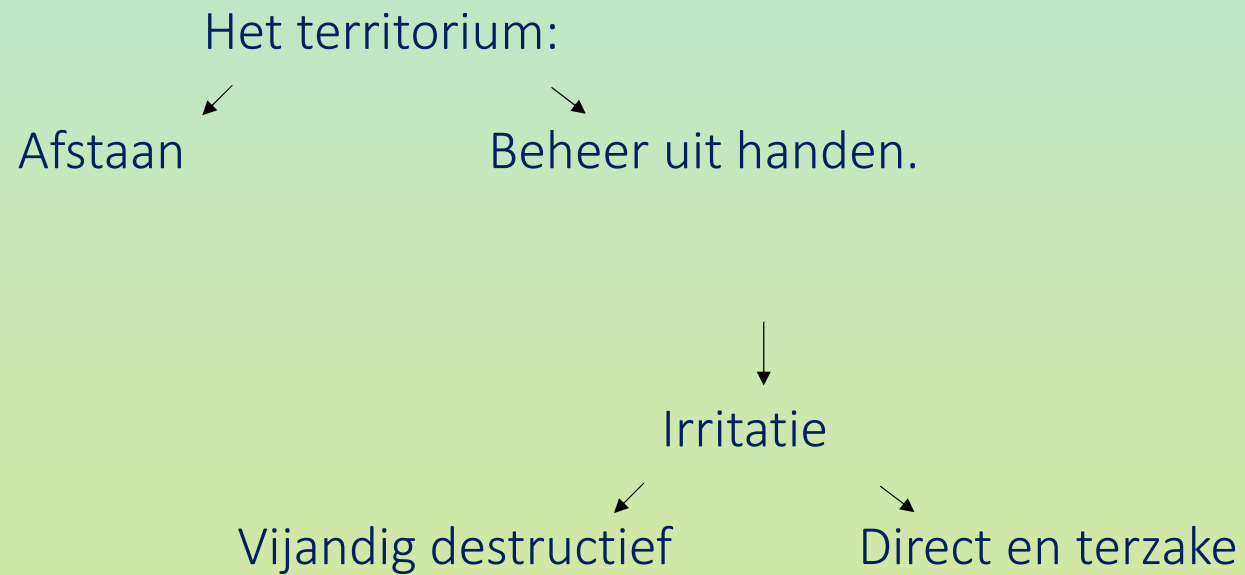 Het territorium:
Afstaan
Beheer uit handen.
Irritatie
Vijandig destructief
Direct en terzake